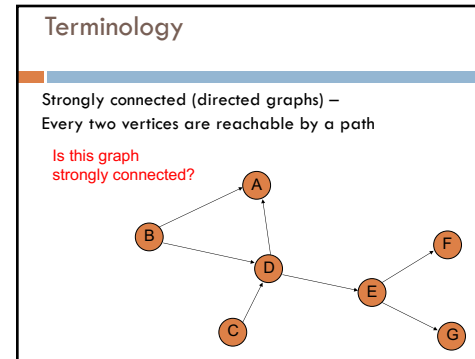 Terminology
Strongly connected (directed graphs) –
Every two vertices are reachable by a path
Is this graph
strongly connected?
A
B
F
D
E
C
G